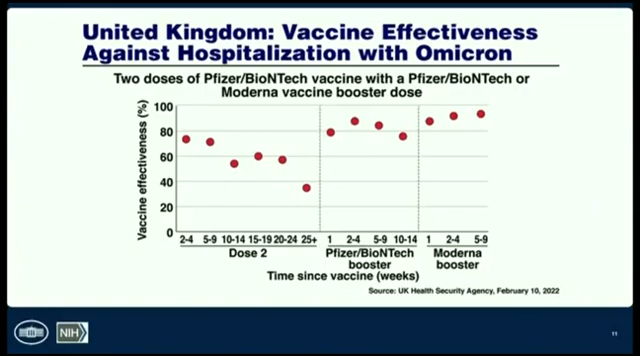 United Kingdom: Vaccine Effectiveness
Against Hospitalization with Omicron
Two doses of Pfizer/BioNTech vaccine with a Pfizer/BioNTech or
Moderna vaccine booster dose
Vaccine effectiveness (%)
100
80
60
40
20
0
2-4 5-9 10-14 15-19 20-24 25+ 1 2-4 5-9 10-14 1 2-4 5-9
Dose 2 Pfizer/BioNTech booster Moderna booster
Time since vaccine (weeks)
Source: UK Health Security Agency, February 10, 2022
NIH
11